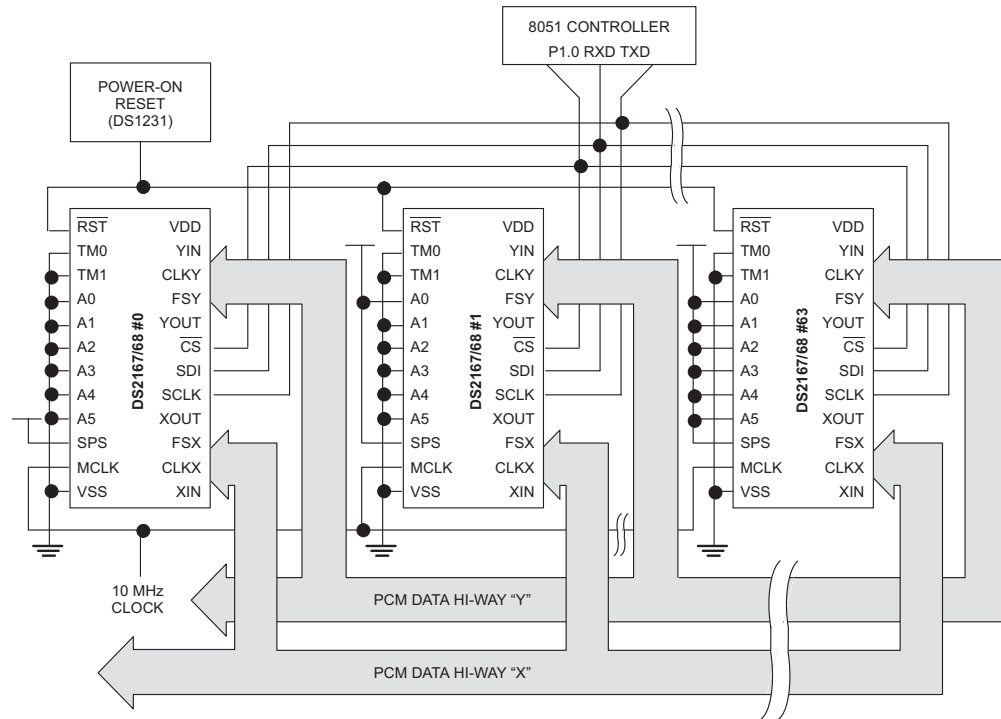 8051 CONTROLLER
P1.0 RXD TXD
POWER-ON
RESET
(DS1231)
RST VDD
TM0 YIN
TM1 CLKY
A0 FSY
A1 YOUT
A2 CS
A3 SDI
A4 SCLK
A5 XOUT
SPS FSX
MCLK CLKX
VSS XIN
DS2167/68 #0
RST VDD
TM0 YIN
TM1 CLKY
A0 FSY
A1 YOUT
A2 CS
A3 SDI
A4 SCLK
A5 XOUT
SPS FSX
MCLK CLKX
VSS XIN
DS2167/68 #1
RST VDD
TM0 YIN
TM1 CLKY
A0 FSY
A1 YOUT
A2 CS
A3 SDI
A4 SCLK
A5 XOUT
SPS FSX
MCLK CLKX
VSS XIN
DS2167/68 #63
10 MHz
CLOCK
PCM DATA HI-WAY “Y”
PCM DATA HI-WAY “X”